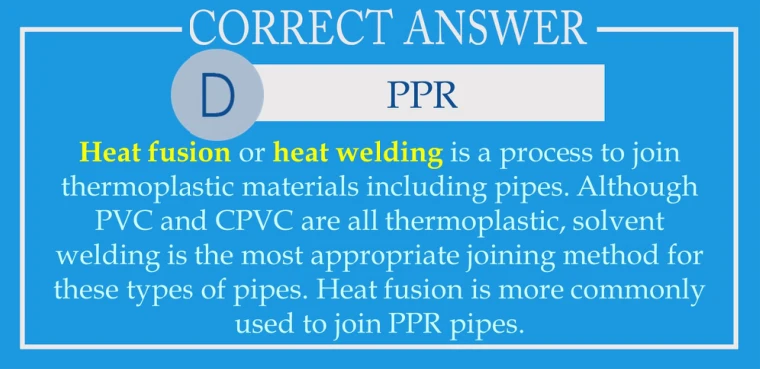 CORRECT ANSWER
D
PPR
Heat fusion or heat welding is a process to join
thermoplastic materials including pipes. Although
PVC and CPVC are all thermoplastic, solvent
welding is the most appropriate joining method for
these types of pipes. Heat fusion is more commonly
used to join PPR pipes.